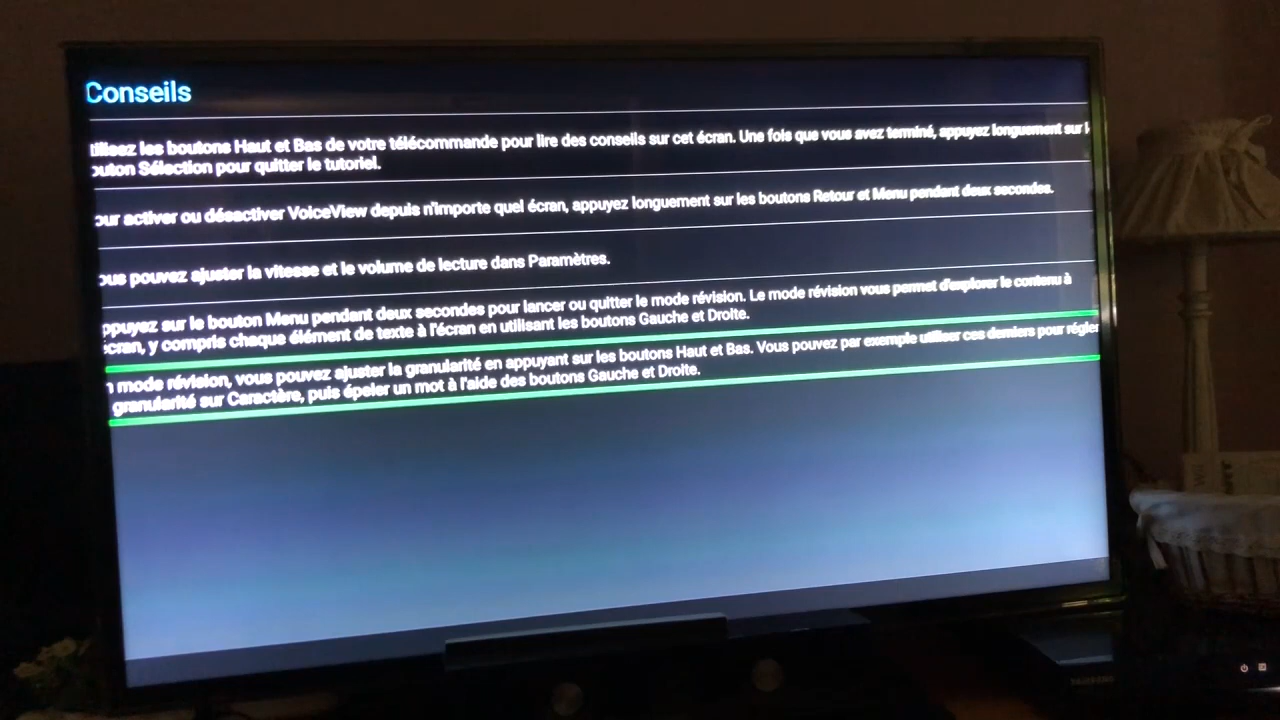 Conseils
tilisez les boutons Haut et Bas de votre télécommande pour lire des conseils sur cet écran. Une fois que vous avez terminé, appuyez longuement sur l
outon Sélection pour quitter le tutoriel.
our activer ou désactiver VoiceView depuis n'importe quel écran, appuyez longuement sur les boutons Retour et Menu pendant deux secondes.
ous pouvez ajuster la vitesse et le volume de lecture dans Paramètres.
ppuyez sur le bouton Menu pendant deux secondes pour lancer ou quitter le mode révision. Le mode révision vous permet d'explorer le contenu à
écran, y compris chaque élément de texte à l'écran en utilisant les boutons Gauche et Droite.
n mode révision, vous pouvez ajuster la granularité en appuyant sur les boutons Haut et Bas. Vous pouvez par exemple utiliser ces derniers pour régler
granularité sur Caractère, puis épeler un mot à l'aide des boutons Gauche et Droite.
SAMSUNG